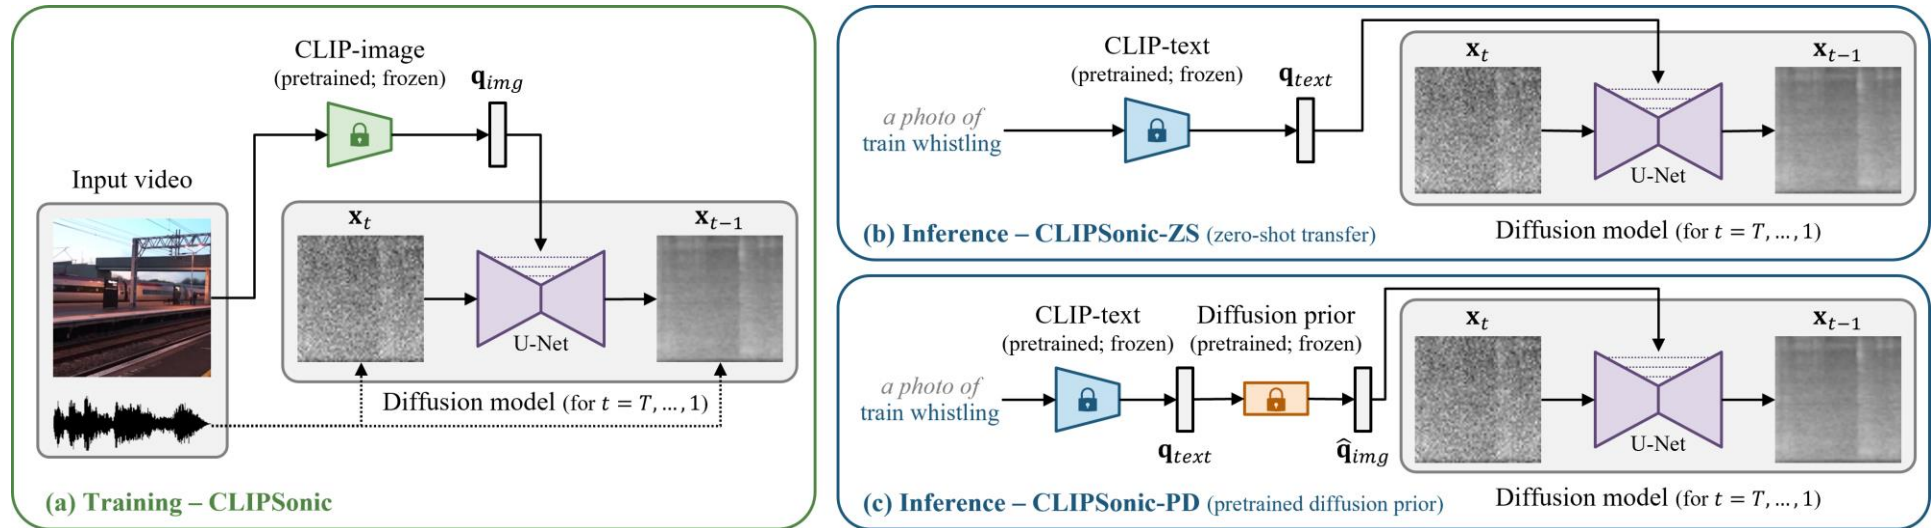 CLIP-image
(pretrained; frozen)
q_img
Input video
x_t
x_{t−1}
U-Net
Diffusion model (for t = T, ..., 1)
(a) Training – CLIPSonic
CLIP-text
(pretrained; frozen)
q_text
a photo of
train whistling
x_t
x_{t−1}
U-Net
Diffusion model (for t = T, ..., 1)
(b) Inference – CLIPSonic-ZS (zero-shot transfer)
CLIP-text
(pretrained; frozen)
Diffusion prior
(pretrained; frozen)
a photo of
train whistling
q_text
q̂_img
x_t
x_{t−1}
U-Net
Diffusion model (for t = T, ..., 1)
(c) Inference – CLIPSonic-PD (pretrained diffusion prior)